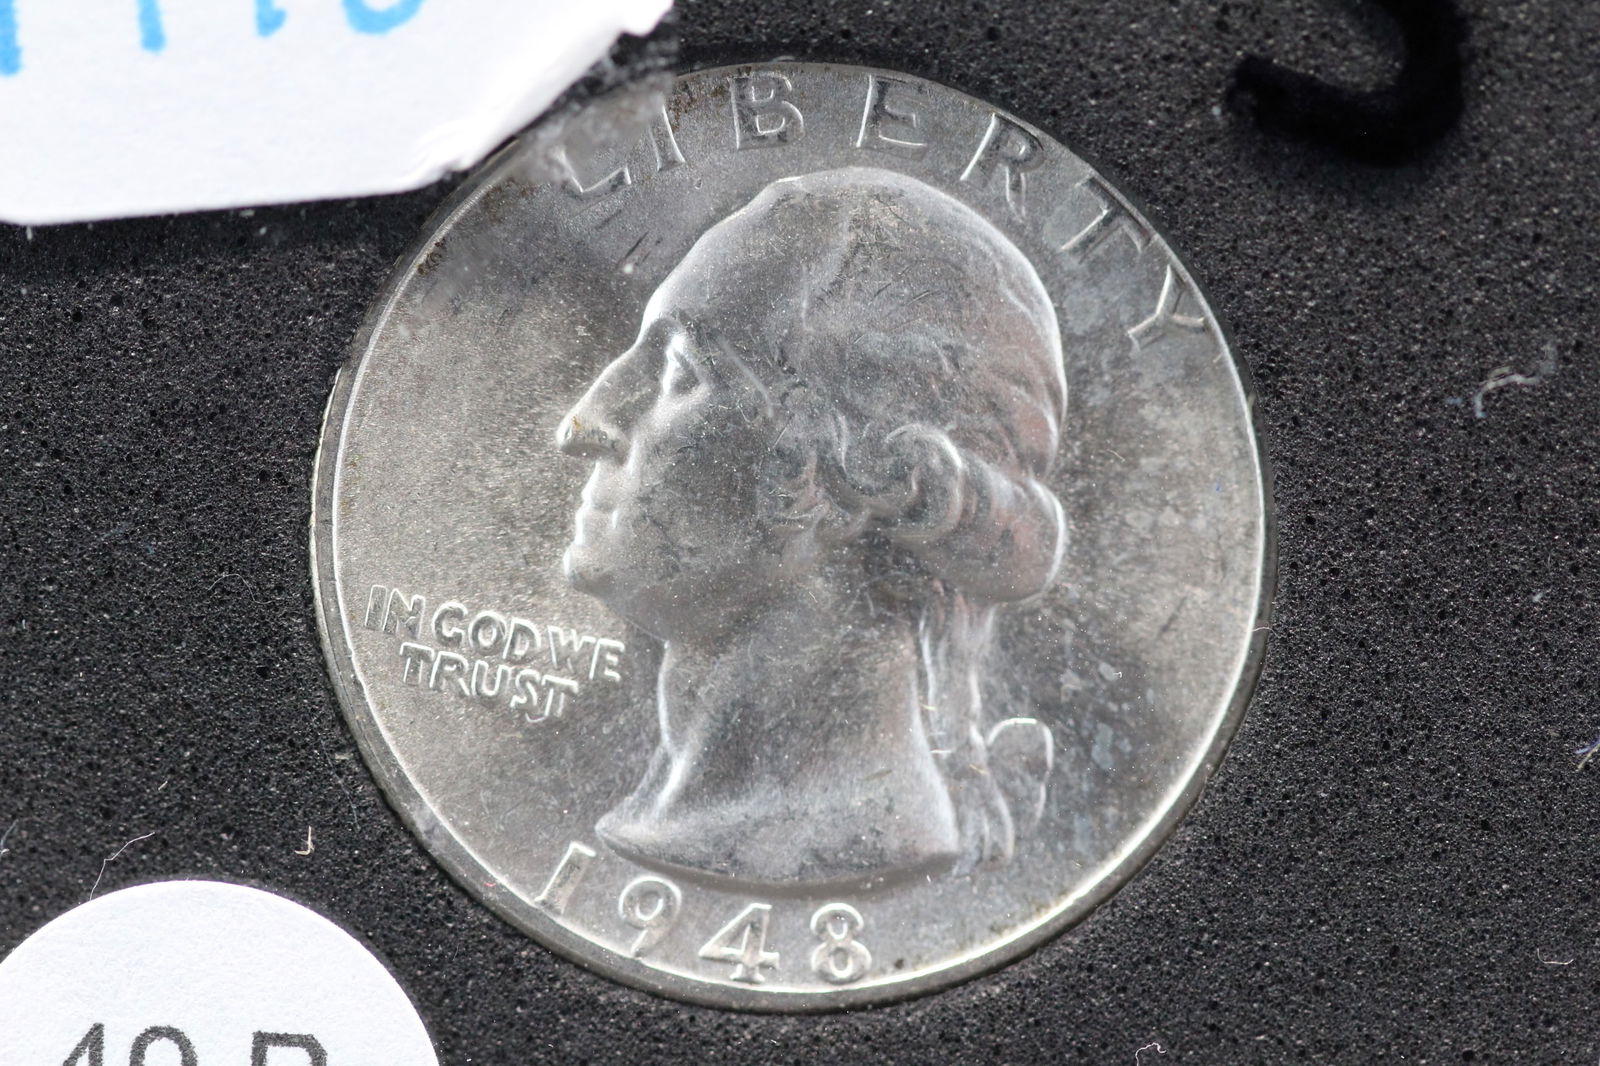 LIBERTY
IN GOD WE
TRUST
1948